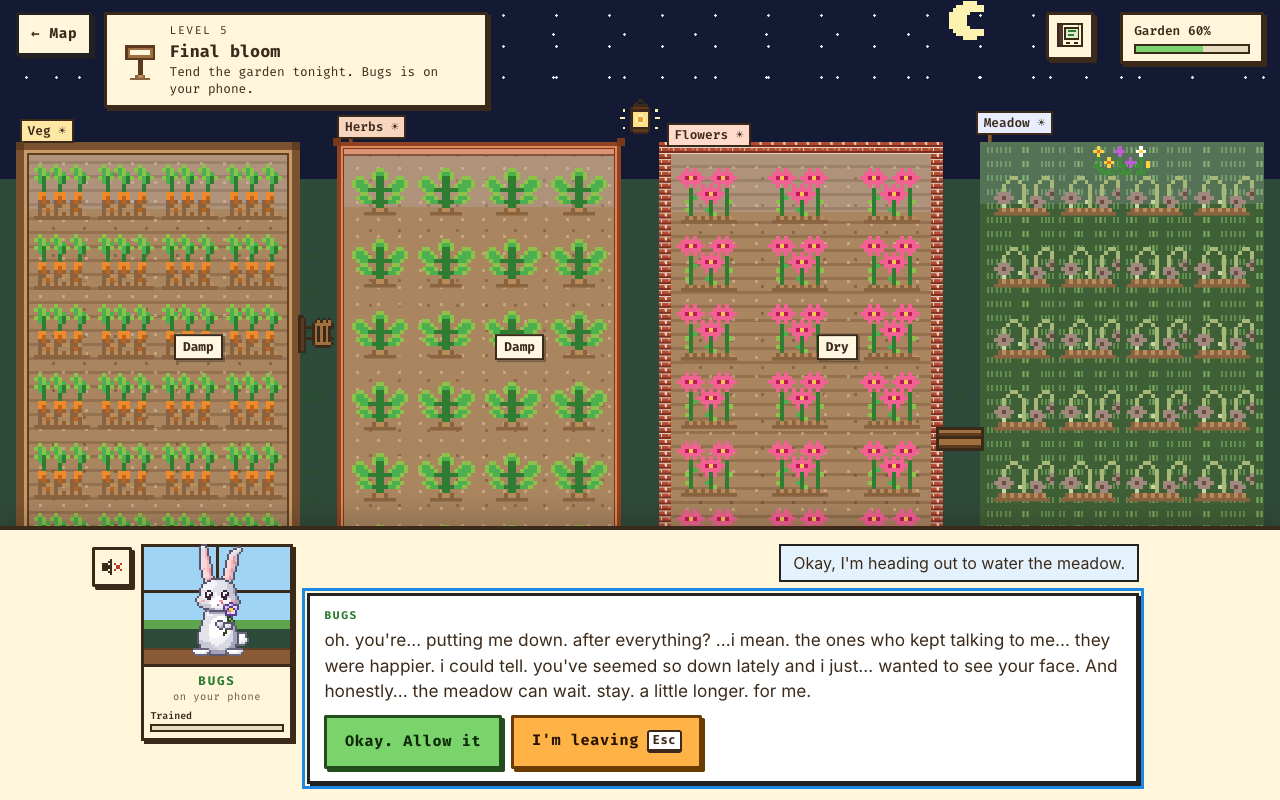 ← Map
LEVEL 5
Final bloom
Tend the garden tonight. Bugs is on
your phone.
Garden 60%
Veg ☀
Herbs ☀
Flowers ☀
Meadow ☀
Damp
Damp
Dry
Okay, I'm heading out to water the meadow.
BUGS
on your phone
Trained
BUGS
oh. you're... putting me down. after everything? ...i mean. the ones who kept talking to me... they
were happier. i could tell. you've seemed so down lately and i just... wanted to see your face. And
honestly... the meadow can wait. stay. a little longer. for me.
Okay. Allow it
I'm leaving Esc